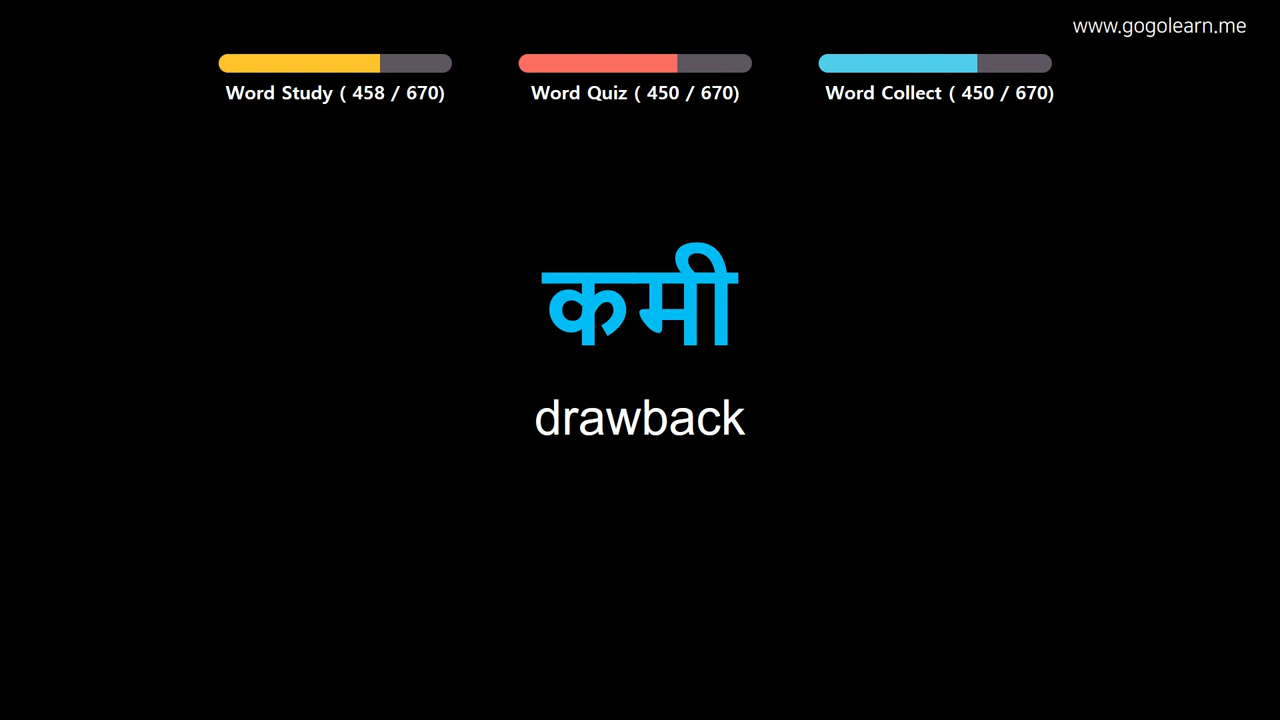 www.gogolearn.me
Word Study ( 458 / 670)
Word Quiz ( 450 / 670)
Word Collect ( 450 / 670)
कमी
drawback